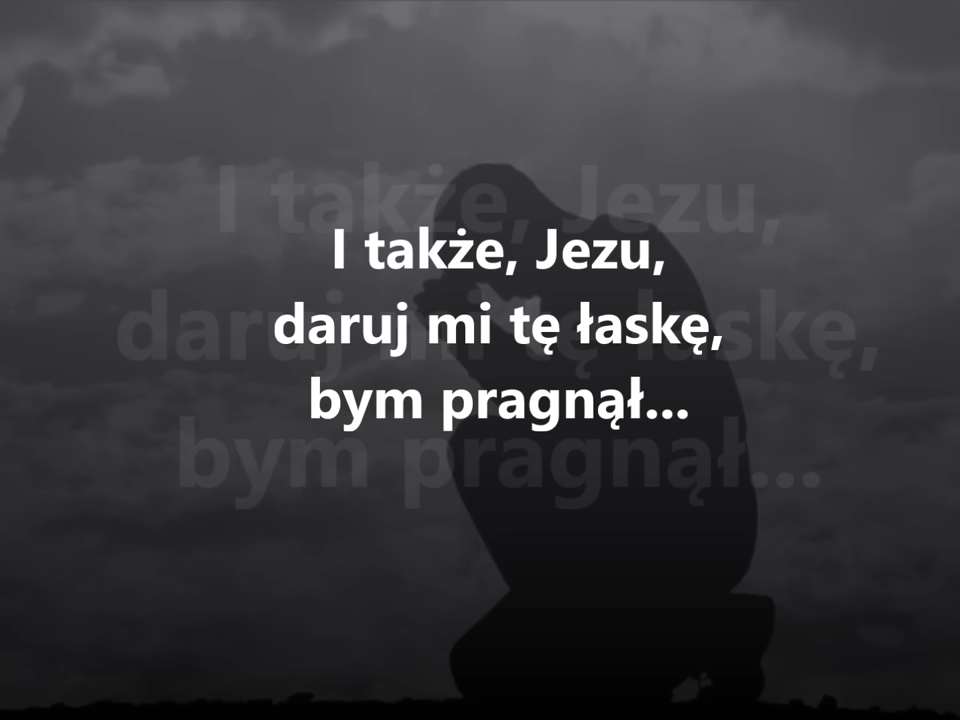 I także, Jezu,
daruj mi tę łaskę,
bym pragnął...